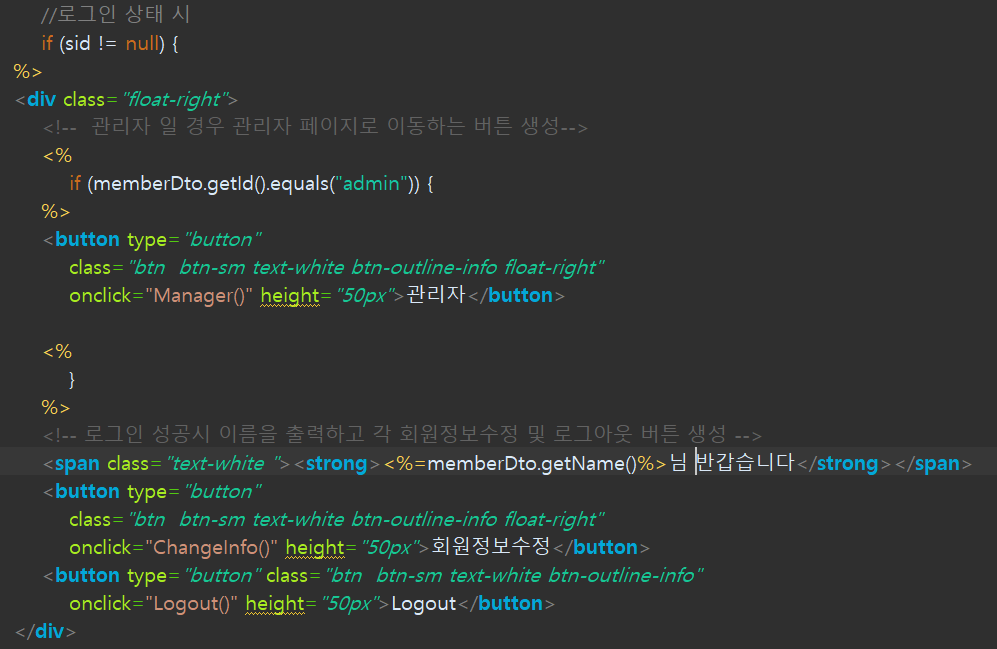 //로그인 상태 시
if (sid != null) {
%>
<div class="float-right">
<!--  관리자 일 경우 관리자 페이지로 이동하는 버튼 생성-->
<%
if (memberDto.getId().equals("admin")) {
%>
<button type="button"
class="btn  btn-sm text-white btn-outline-info float-right"
onclick="Manager()" height="50px">관리자</button>
<%
}
%>
<!-- 로그인 성공시 이름을 출력하고 각 회원정보수정 및 로그아웃 버튼 생성 -->
<span class="text-white "><strong><%=memberDto.getName()%>님 반갑습니다</strong></span>
<button type="button"
class="btn  btn-sm text-white btn-outline-info float-right"
onclick="ChangeInfo()" height="50px">회원정보수정</button>
<button type="button" class="btn  btn-sm text-white btn-outline-info"
onclick="Logout()" height="50px">Logout</button>
</div>